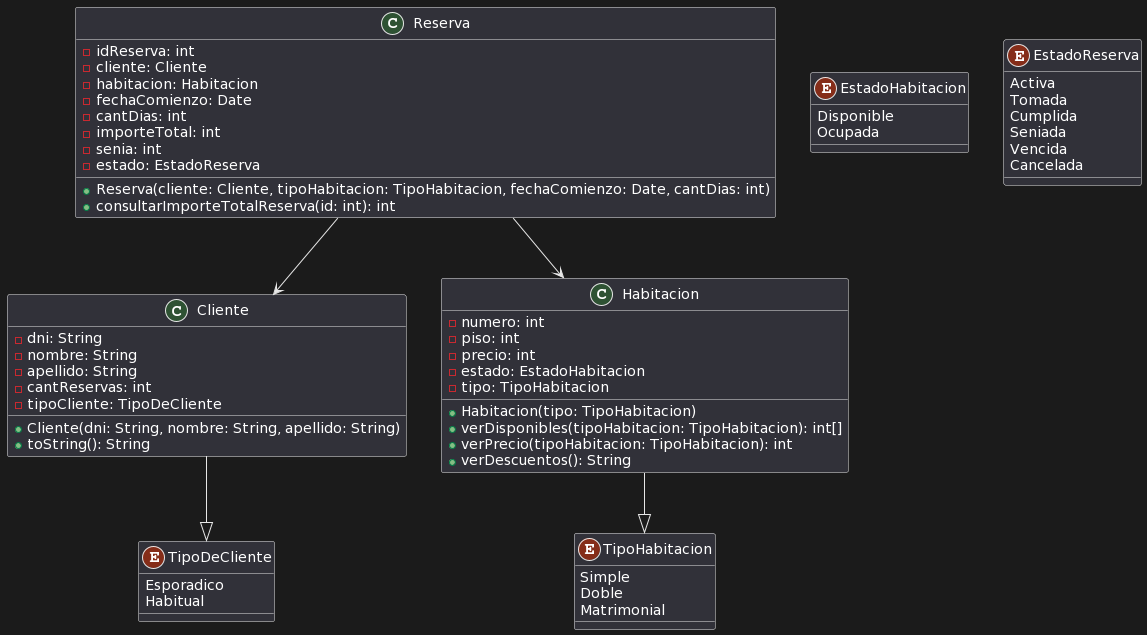 C Reserva
idReserva: int
cliente: Cliente
habitacion: Habitacion
fechaComienzo: Date
cantDias: int
importeTotal: int
senia: int
estado: EstadoReserva
Reserva(cliente: Cliente, tipoHabitacion: TipoHabitacion, fechaComienzo: Date, cantDias: int)
consultarImporteTotalReserva(id: int): int
E EstadoHabitacion
Disponible
Ocupada
E EstadoReserva
Activa
Tomada
Cumplida
Seniada
Vencida
Cancelada
C Cliente
dni: String
nombre: String
apellido: String
cantReservas: int
tipoCliente: TipoDeCliente
Cliente(dni: String, nombre: String, apellido: String)
toString(): String
C Habitacion
numero: int
piso: int
precio: int
estado: EstadoHabitacion
tipo: TipoHabitacion
Habitacion(tipo: TipoHabitacion)
verDisponibles(tipoHabitacion: TipoHabitacion): int[]
verPrecio(tipoHabitacion: TipoHabitacion): int
verDescuentos(): String
E TipoDeCliente
Esporadico
Habitual
E TipoHabitacion
Simple
Doble
Matrimonial